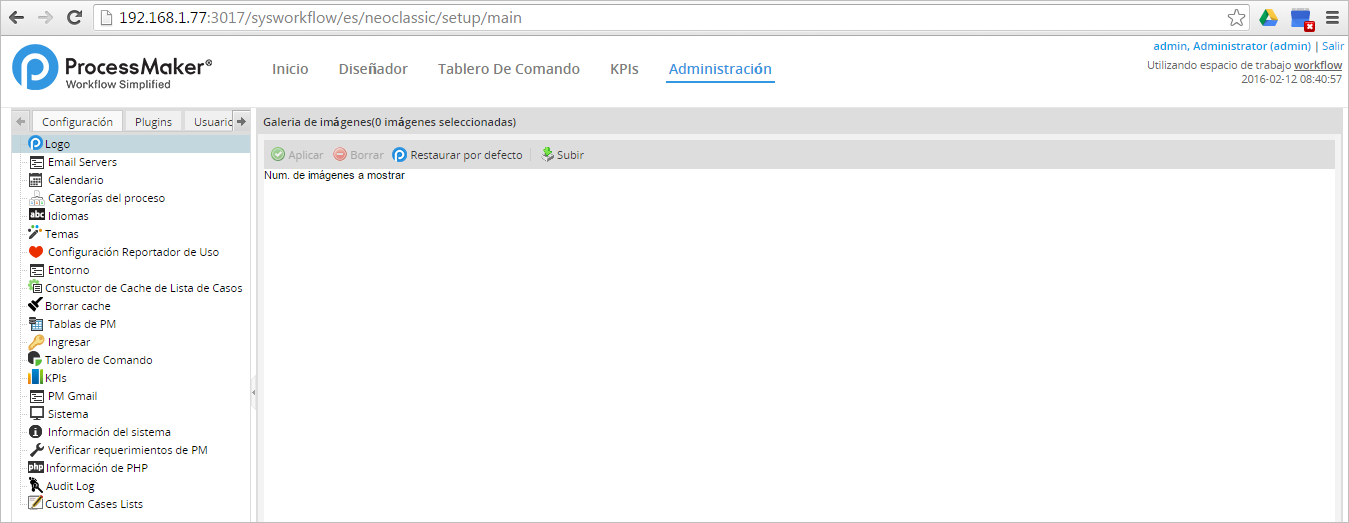 192.168.1.77:3017/sysworkflow/es/neoclassic/setup/main
ProcessMaker®
Workflow Simplified
Inicio
Diseñador
Tablero De Comando
KPIs
Administración
admin, Administrator (admin) | Salir
Utilizando espacio de trabajo workflow
2016-02-12 08:40:57
Configuración
Plugins
Usuaric
Logo
Email Servers
Calendario
Categorías del proceso
abc Idiomas
Temas
Configuración Reportador de Uso
Entorno
Constuctor de Cache de Lista de Casos
Borrar cache
Tablas de PM
Ingresar
Tablero de Comando
KPIs
PM Gmail
Sistema
Información del sistema
Verificar requerimientos de PM
php Información de PHP
Audit Log
Custom Cases Lists
Galeria de imágenes(0 imágenes seleccionadas)
Aplicar
Borrar
Restaurar por defecto
Subir
Num. de imágenes a mostrar